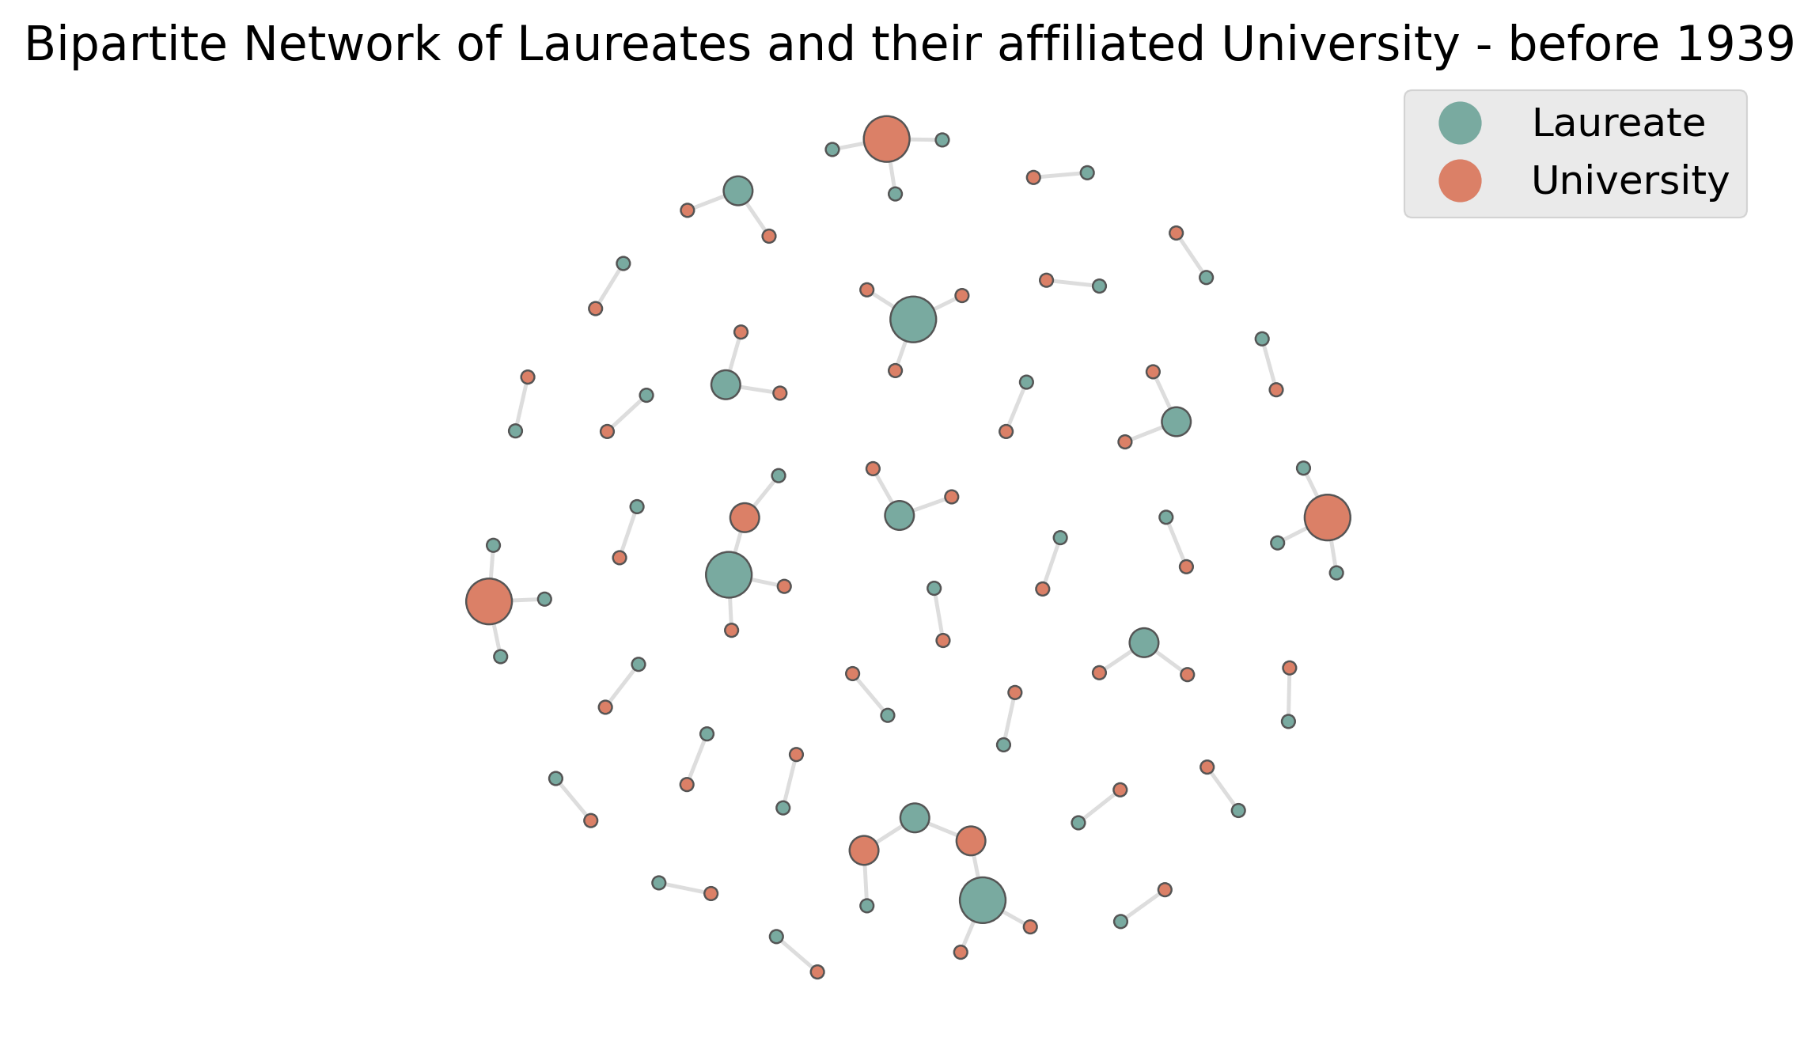 Bipartite Network of Laureates and their affiliated University - before 1939
Laureate
University